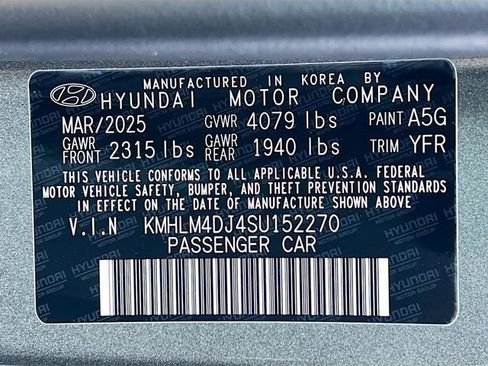 MANUFACTURED IN KOREA BY
HYUNDAI MOTOR COMPANY
MAR/2025 GVWR 4079 lbs PAINT A5G
GAWR FRONT 2315 lbs GAWR REAR 1940 lbs TRIM YFR
THIS VEHICLE CONFORMS TO ALL APPLICABLE U.S.A. FEDERAL
MOTOR VEHICLE SAFETY, BUMPER, AND THEFT PREVENTION STANDARDS
IN EFFECT ON THE DATE OF MANUFACTURE SHOWN ABOVE
V.I.N KMHLM4DJ4SU152270
PASSENGER CAR